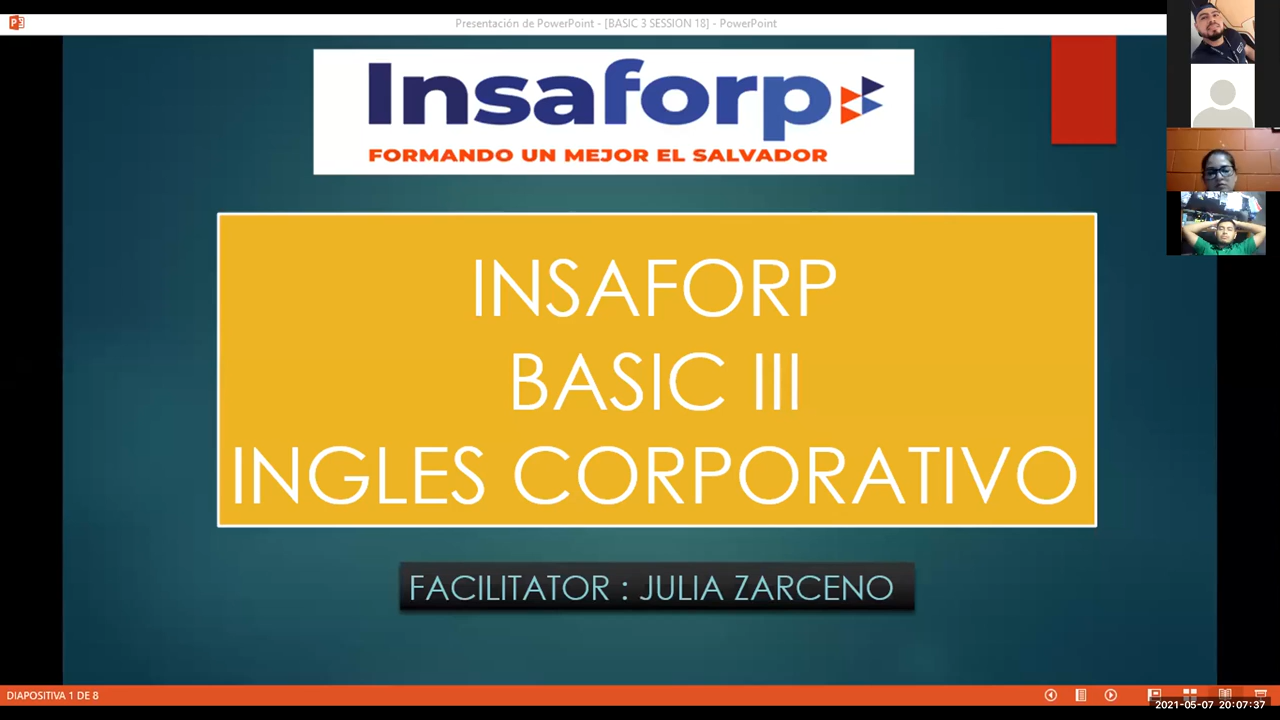 Presentación de PowerPoint - [BASIC 3 SESSION 18] - PowerPoint
Insaforp
FORMANDO UN MEJOR EL SALVADOR
INSAFORP
BASIC III
INGLES CORPORATIVO
FACILITATOR : JULIA ZARCENO
DIAPOSITIVA 1 DE 8
2021-05-07 20:07:37